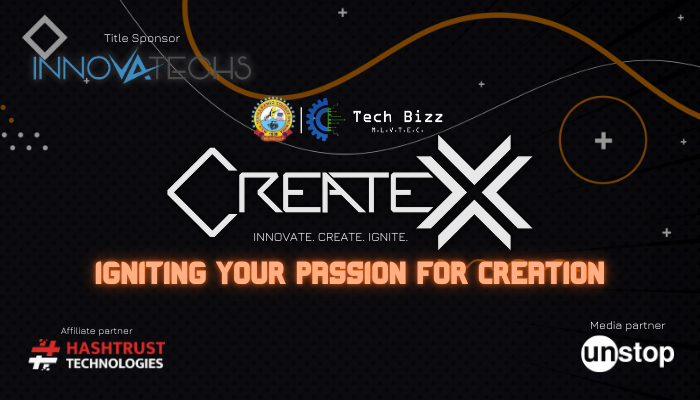 Title Sponsor
INNOVATECHS
Tech Bizz
M.L.V.T.E.C.
CREATEX
INNOVATE. CREATE. IGNITE.
IGNITING YOUR PASSION FOR CREATION
Affiliate partner
HASHTRUST
TECHNOLOGIES
Media partner
unstop